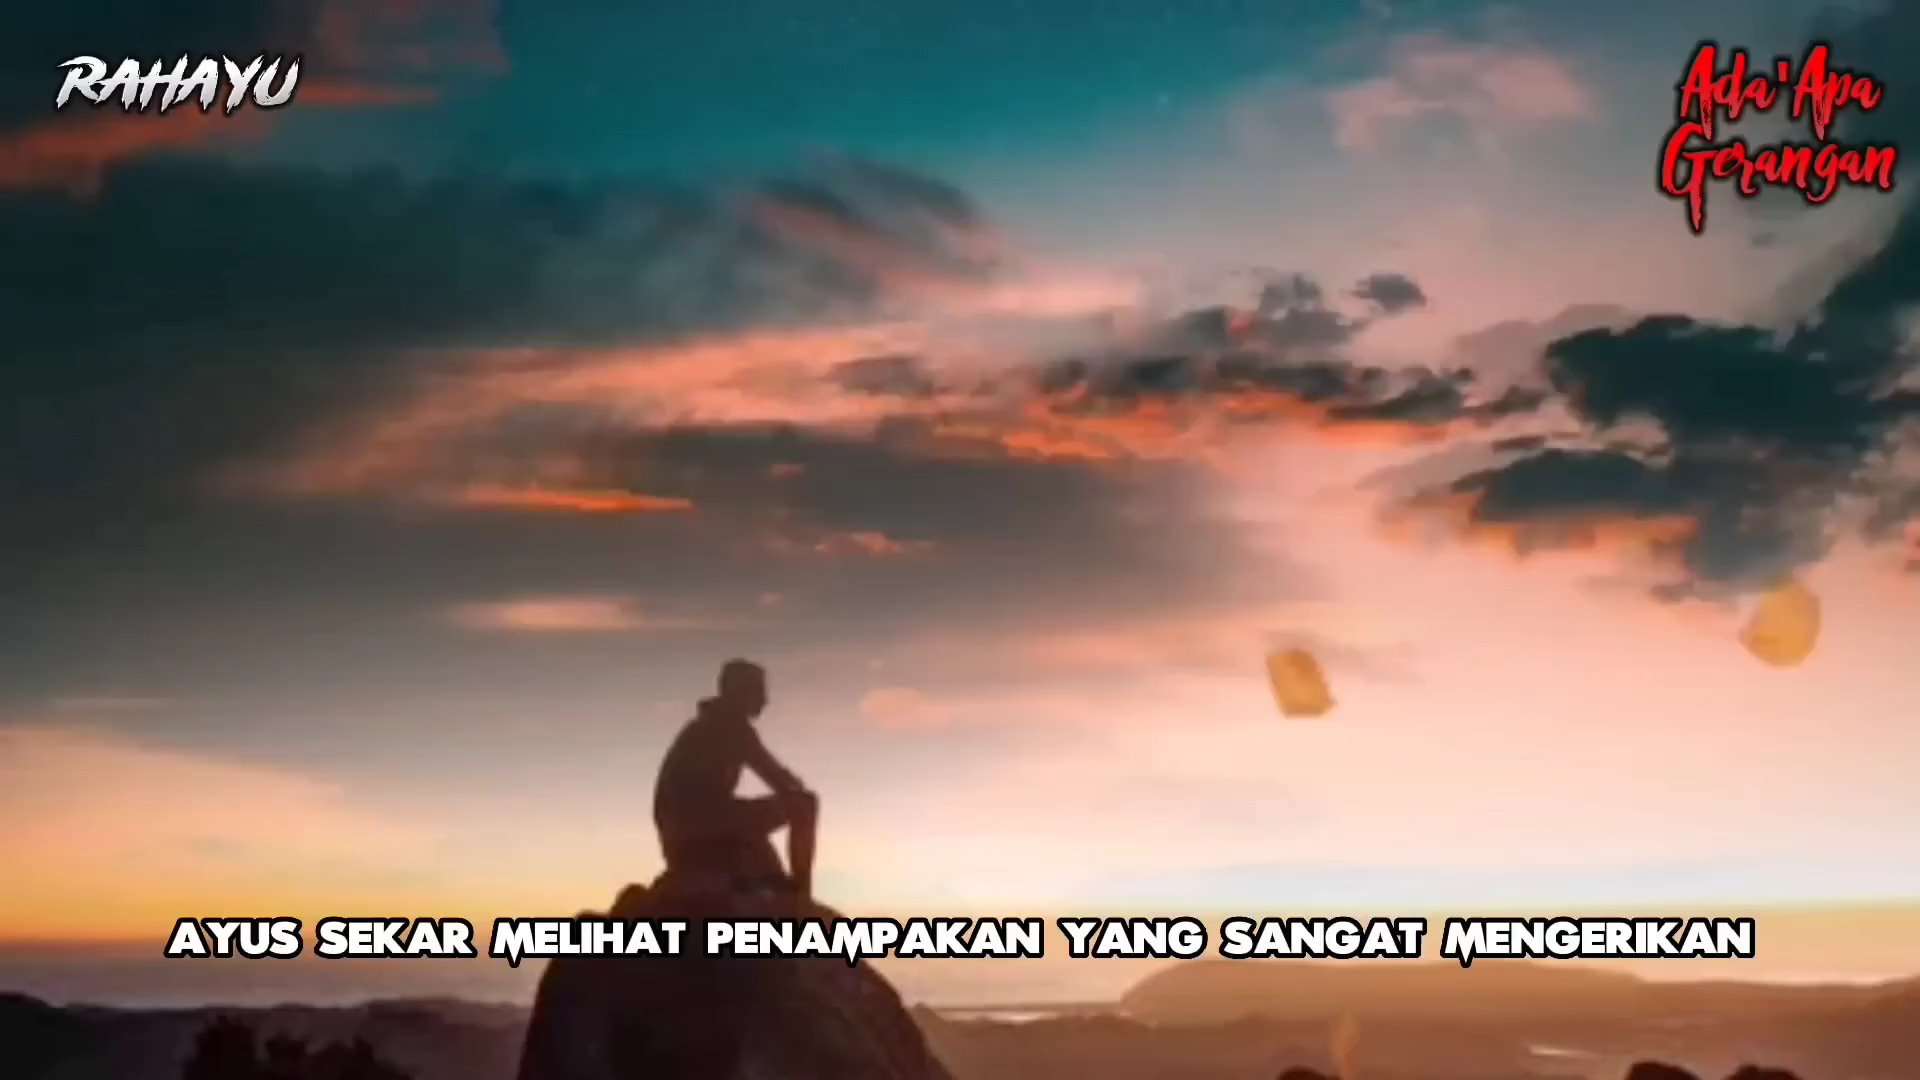 RAHAYU
Ada'Apa
Gerangan
AYUS SEKAR MELIHAT PENAMPAKAN YANG SANGAT MENGERIKAN